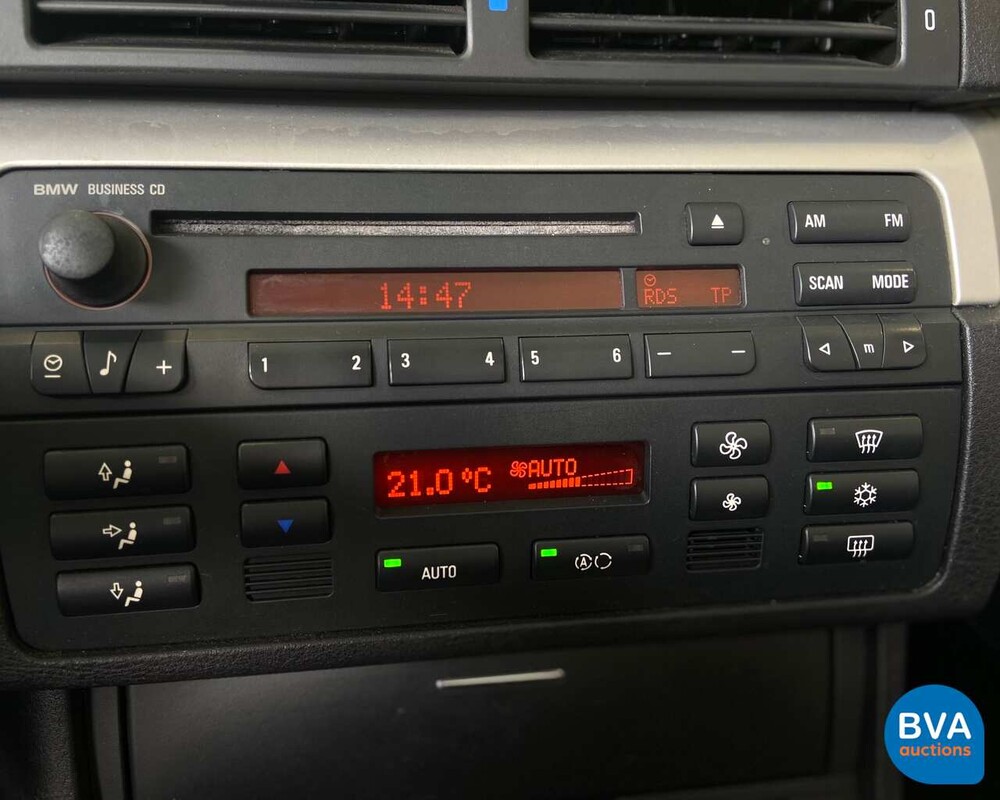 0
BMW BUSINESS CD
AM FM
14:47
RDS TP
SCAN MODE
1 2 3 4 5 6 m
21.0 °C AUTO
AUTO
A
BVA
auctions